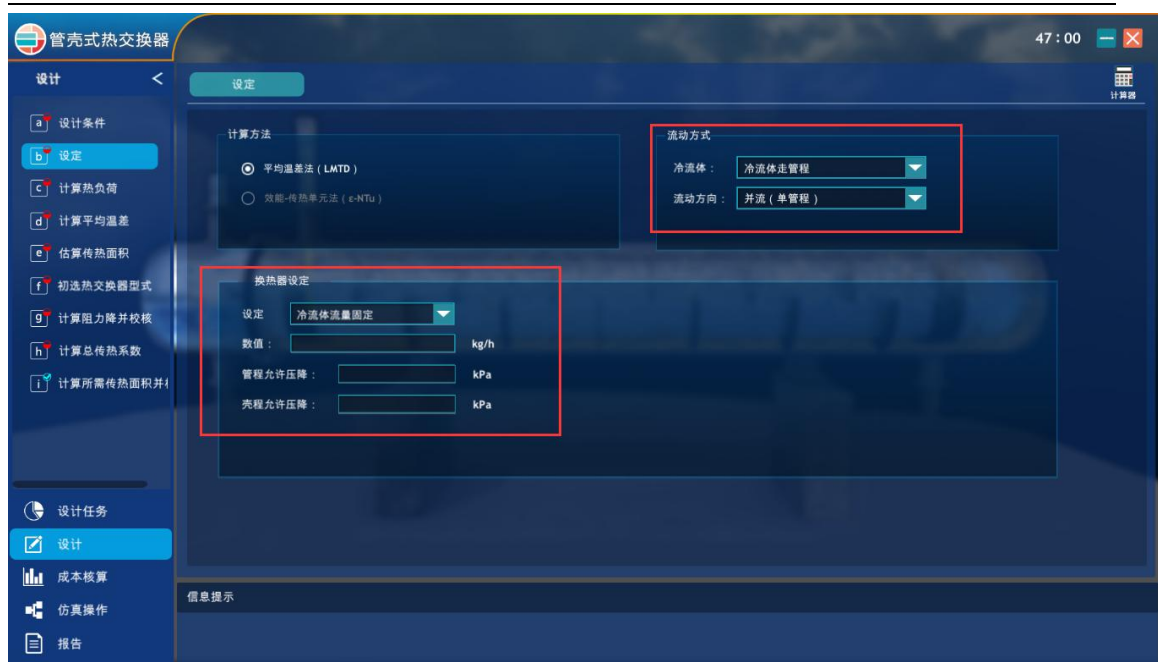 管壳式热交换器
47：00
设计 <
设定
计算器
a 设计条件
b 设定
c 计算热负荷
d 计算平均温差
e 估算传热面积
f 初选热交换器型式
g 计算阻力降并校核
h 计算总传热系数
i 计算所需传热面积并
计算方法
平均温差法（LMTD）
效能-传热单元法（ε-NTu）
流动方式
冷流体： 冷流体走管程
流动方向： 并流（单管程）
换热器设定
设定 冷流体流量固定
数值： kg/h
管程允许压降： kPa
壳程允许压降： kPa
设计任务
设计
成本核算
仿真操作
报告
信息提示